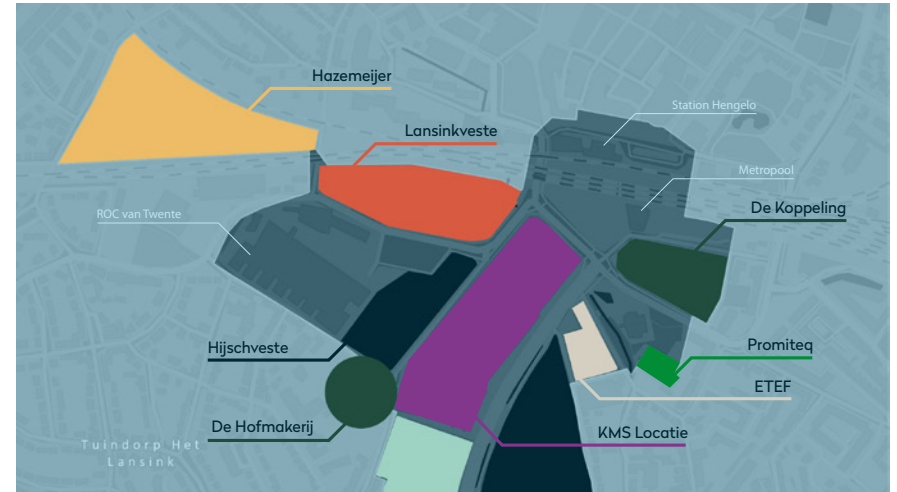 Hazemeijer
Station Hengelo
Lansinkveste
Metropool
De Koppeling
ROC van Twente
Hijschveste
Promiteq
ETEF
De Hofmakerij
KMS Locatie
Tuindorp Het
Lansink